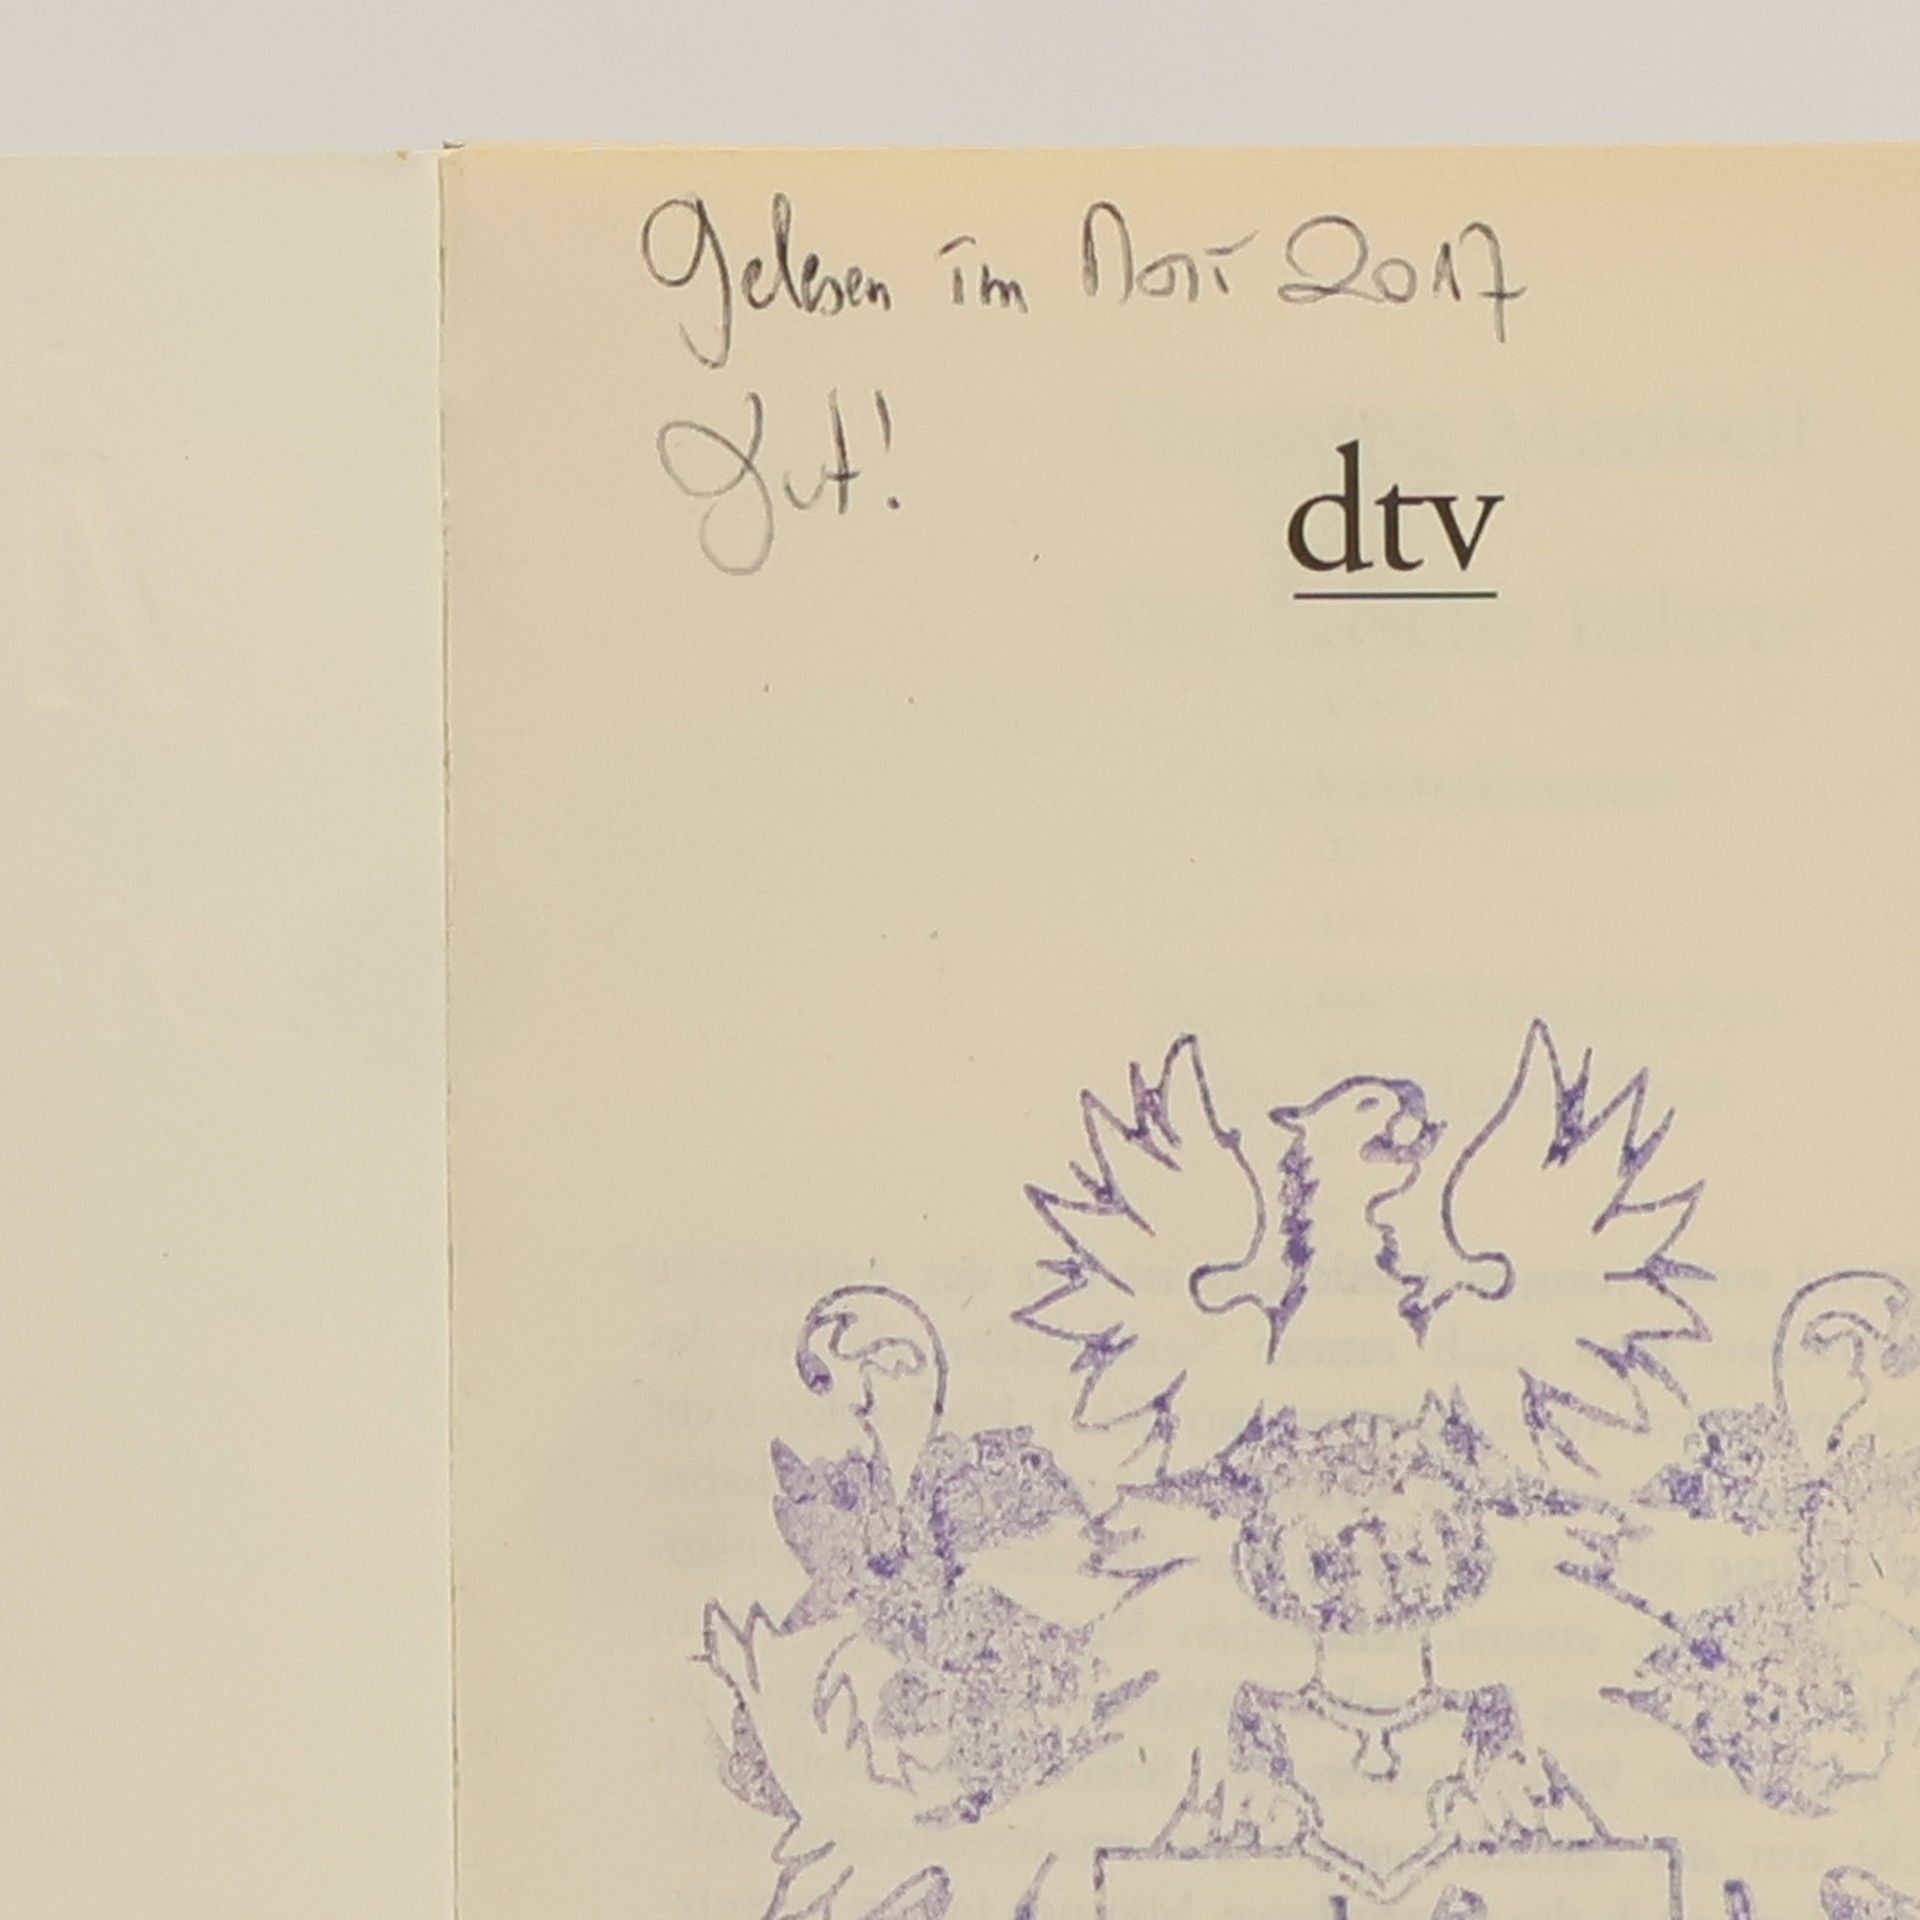 Gelesen im Mai 2017
Gut!
dtv